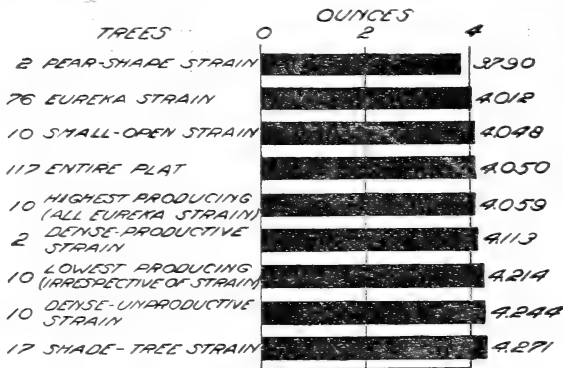 OUNCES
TREES 0 2 4
2 PEAR-SHAPE STRAIN 3.790
76 EUREKA STRAIN 4.012
10 SMALL-OPEN STRAIN 4.048
117 ENTIRE PLAT 4.050
10 HIGHEST PRODUCING (ALL EUREKA STRAIN) 4.059
2 DENSE-PRODUCTIVE STRAIN 4.113
10 LOWEST PRODUCING (IRRESPECTIVE OF STRAIN) 4.214
10 DENSE-UNPRODUCTIVE STRAIN 4.244
17 SHADE-TREE STRAIN 4.271